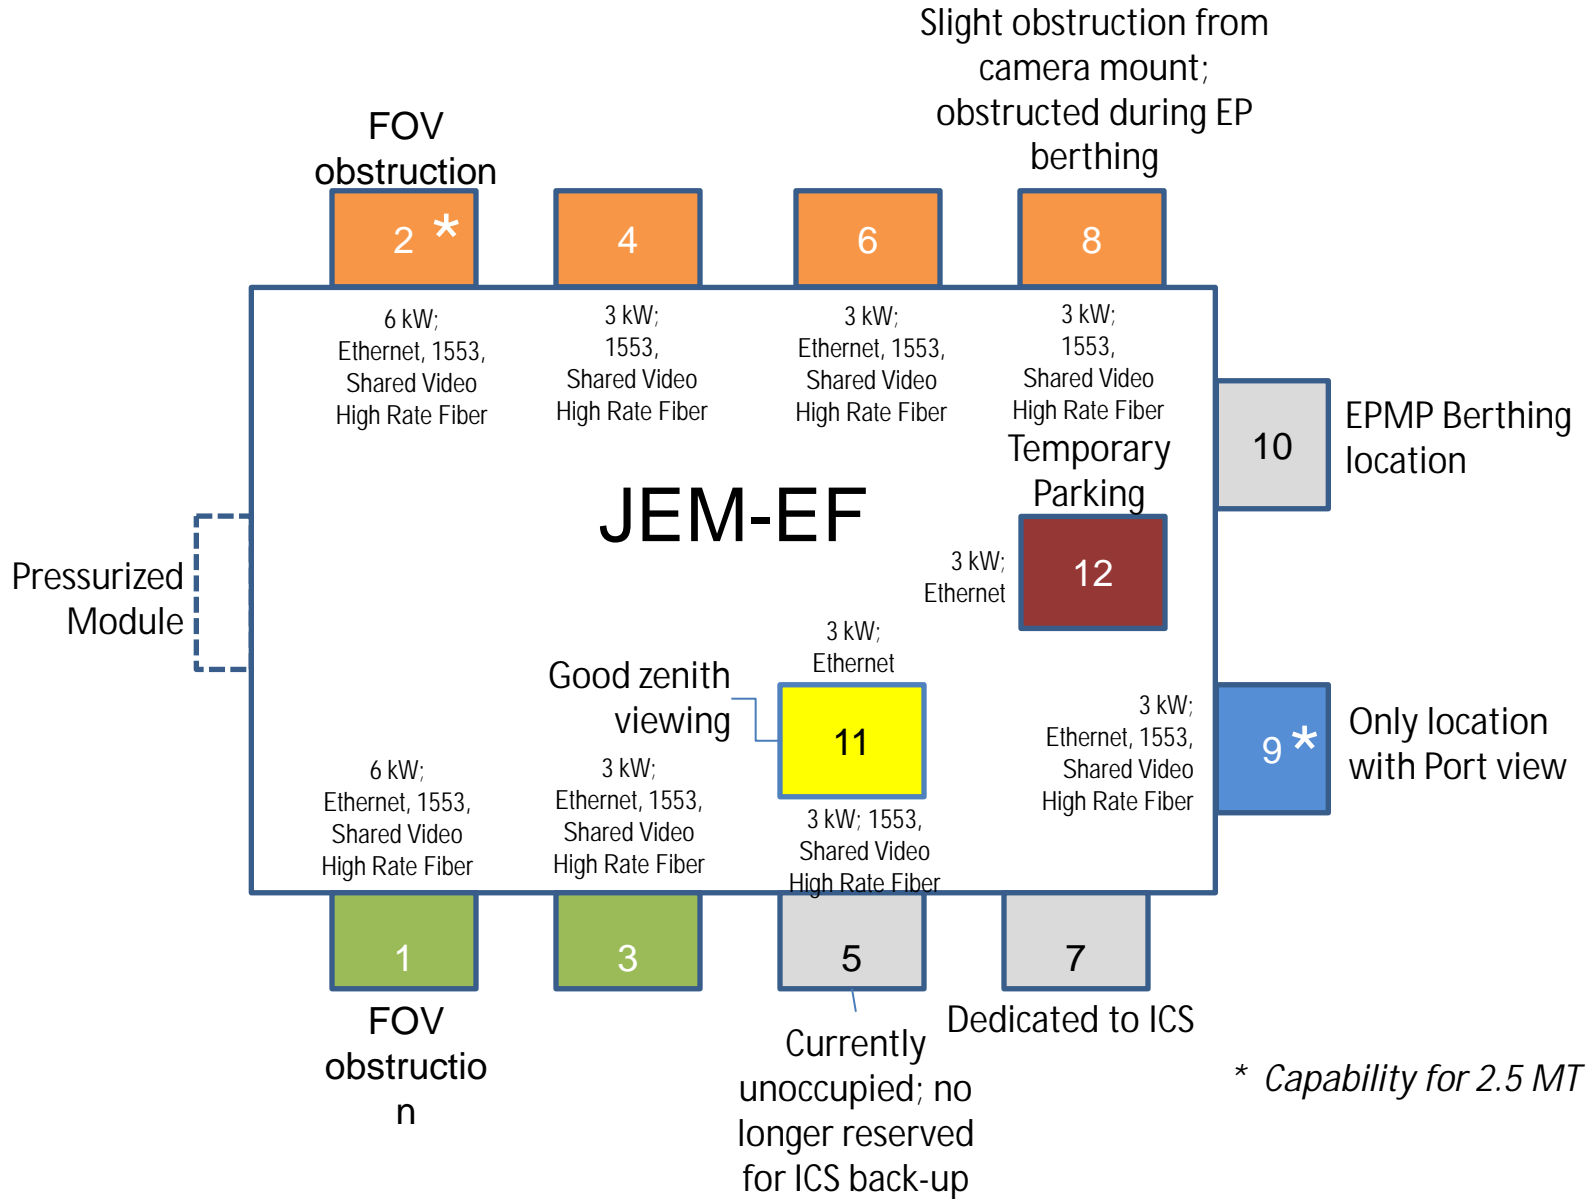 Slight obstruction from
camera mount;
obstructed during EP
berthing
FOV
obstruction
2 *
4
6
8
6 kW;
Ethernet, 1553,
Shared Video
High Rate Fiber
3 kW;
1553,
Shared Video
High Rate Fiber
3 kW;
Ethernet, 1553,
Shared Video
High Rate Fiber
3 kW;
1553,
Shared Video
High Rate Fiber
Temporary
Parking
10
EPMP Berthing
location
JEM-EF
Pressurized
Module
3 kW;
Ethernet
12
3 kW;
Ethernet
Good zenith
viewing
11
3 kW;
Ethernet, 1553,
Shared Video
High Rate Fiber
9 *
Only location
with Port view
6 kW;
Ethernet, 1553,
Shared Video
High Rate Fiber
3 kW;
Ethernet, 1553,
Shared Video
High Rate Fiber
3 kW; 1553,
Shared Video
High Rate Fiber
1
3
5
7
FOV
obstructio
n
Currently
unoccupied; no
longer reserved
for ICS back-up
Dedicated to ICS
* Capability for 2.5 MT